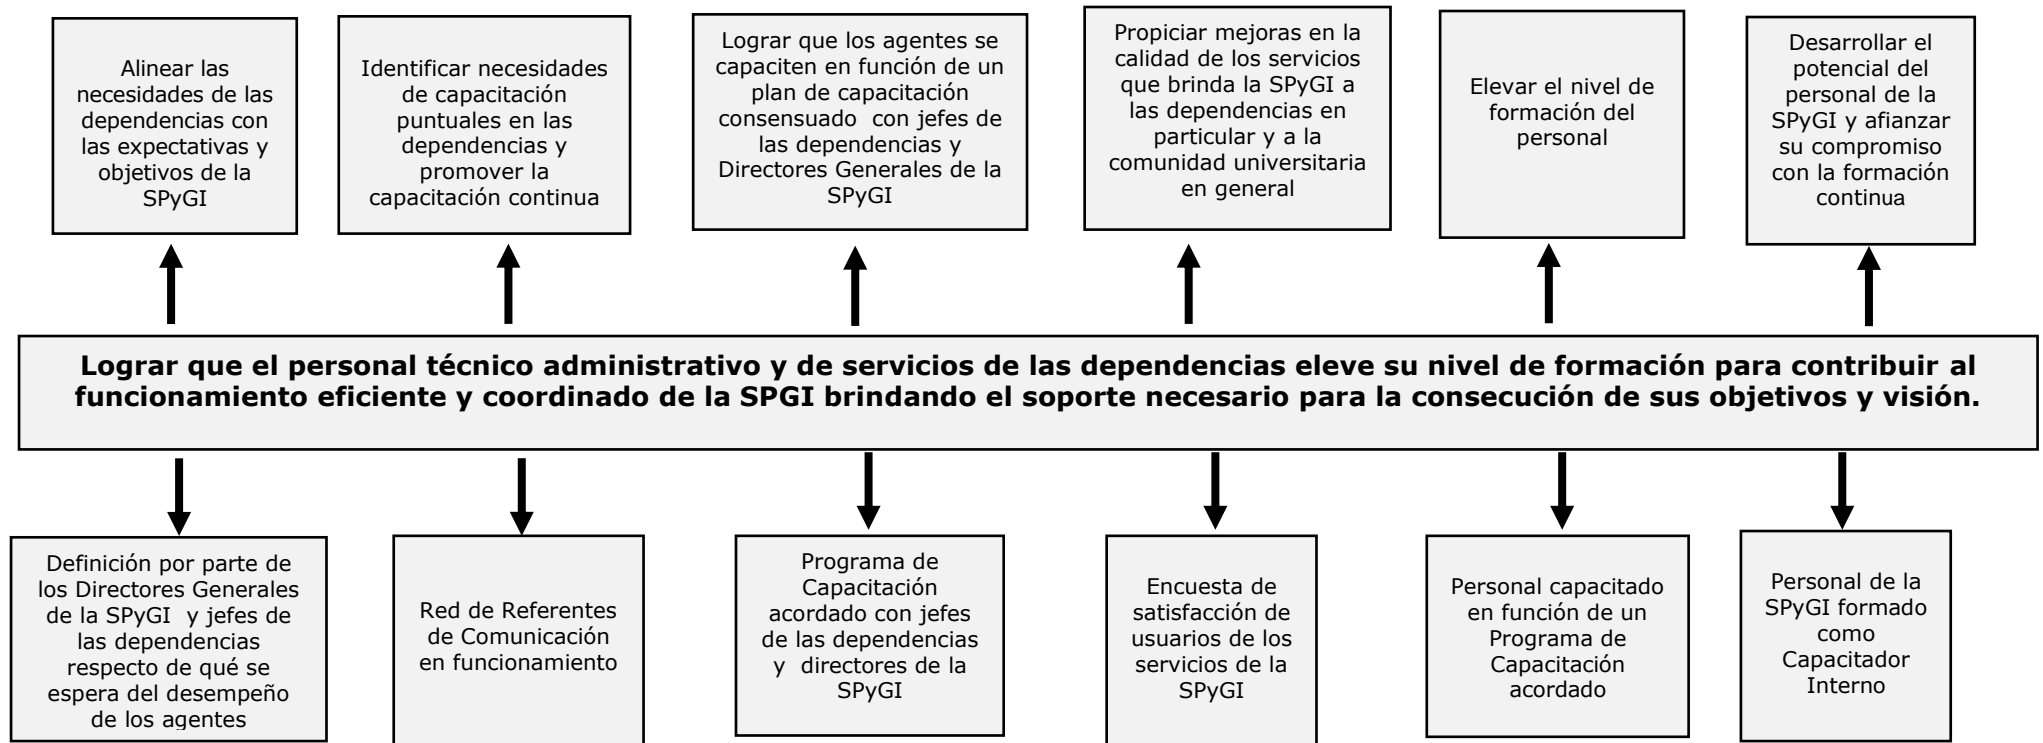 Alinear las
necesidades de las
dependencias con
las expectativas y
objetivos de la
SPyGI
Identificar necesidades
de capacitación
puntuales en las
dependencias y
promover la
capacitación continua
Lograr que los agentes se
capaciten en función de un
plan de capacitación
consensuado con jefes de
las dependencias y
Directores Generales de la
SPyGI
Propiciar mejoras en la
calidad de los servicios
que brinda la SPyGI a
las dependencias en
particular y a la
comunidad universitaria
en general
Elevar el nivel de
formación del
personal
Desarrollar el
potencial del
personal de la
SPyGI y afianzar
su compromiso
con la formación
continua
Lograr que el personal técnico administrativo y de servicios de las dependencias eleve su nivel de formación para contribuir al
funcionamiento eficiente y coordinado de la SPGI brindando el soporte necesario para la consecución de sus objetivos y visión.
Definición por parte de
los Directores Generales
de la SPyGI y jefes de
las dependencias
respecto de qué se
espera del desempeño
de los agentes
Red de Referentes
de Comunicación
en funcionamiento
Programa de
Capacitación
acordado con jefes
de las dependencias
y directores de la
SPyGI
Encuesta de
satisfacción de
usuarios de los
servicios de la
SPyGI
Personal capacitado
en función de un
Programa de
Capacitación
acordado
Personal de la
SPyGI formado
como
Capacitador
Interno